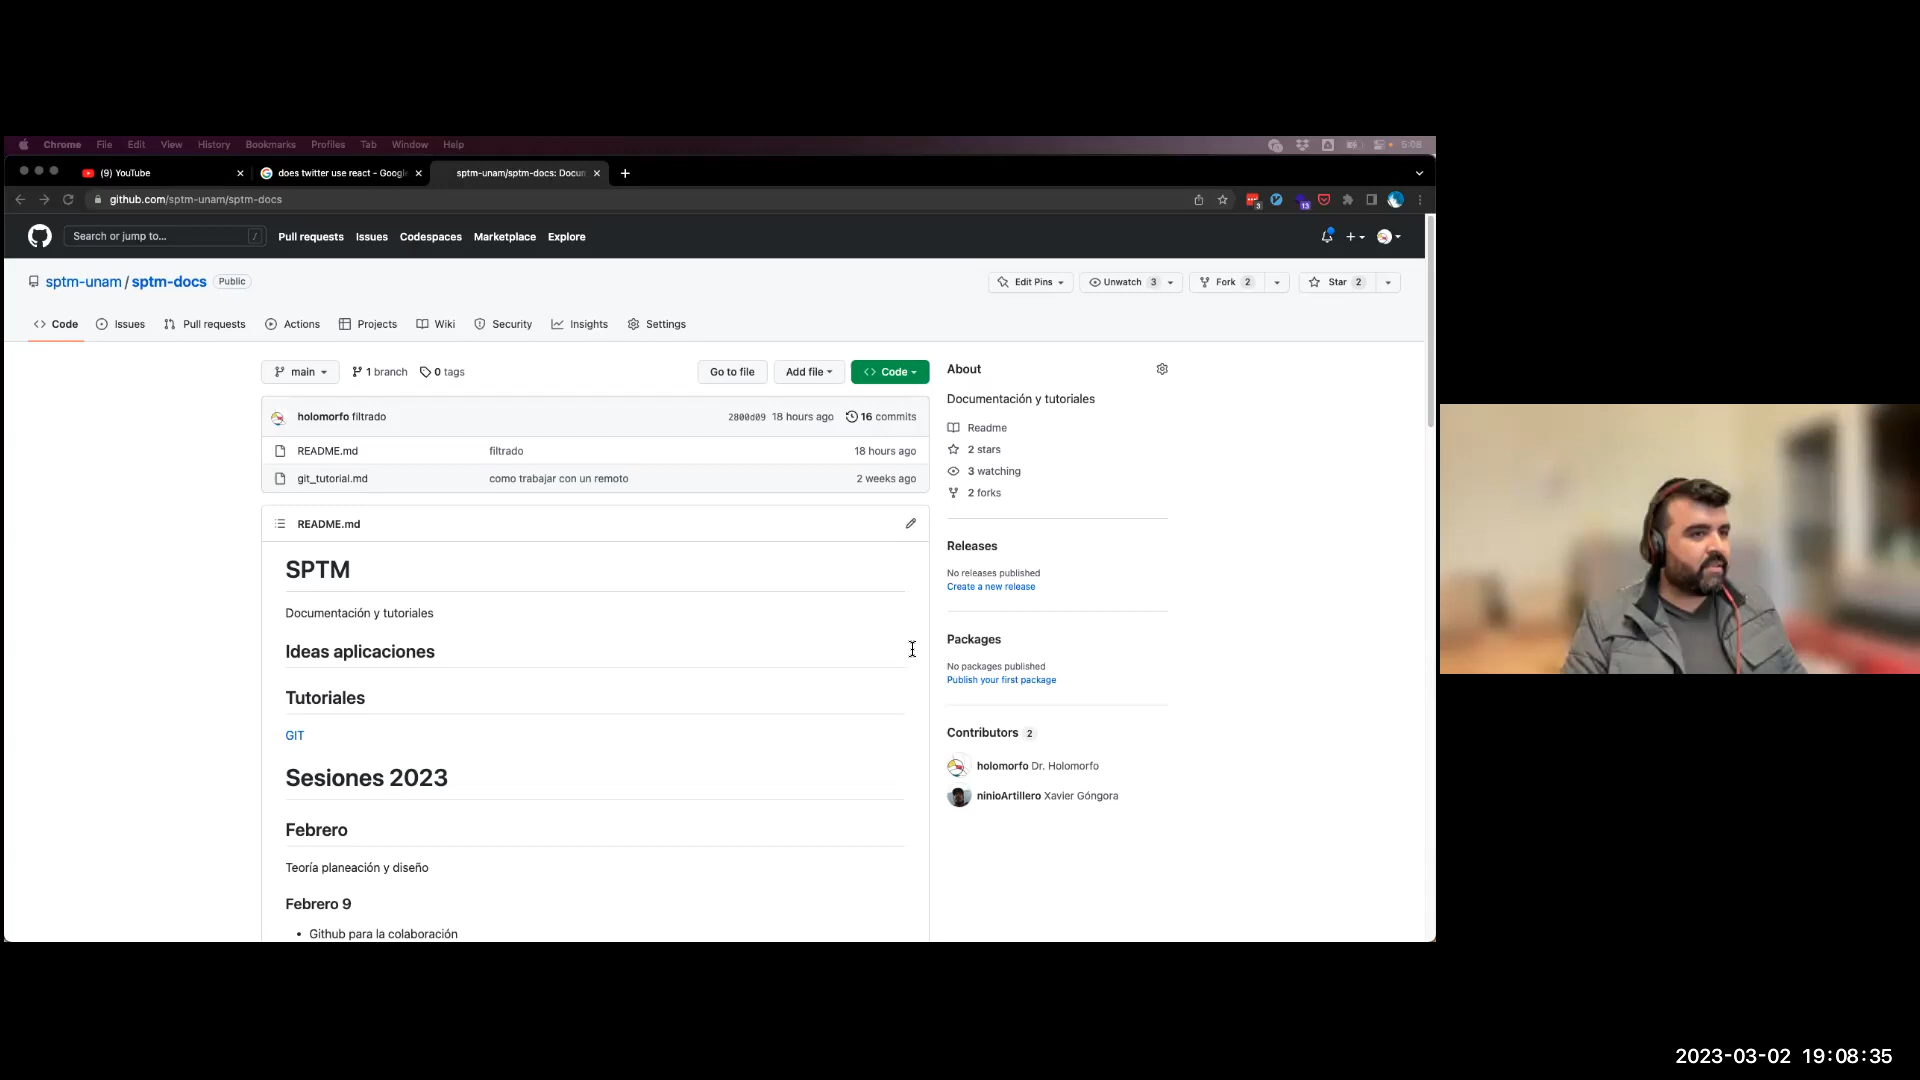 Chrome File Edit View History Bookmarks Profiles Tab Window Help 5:08
(9) YouTube
does twitter use react - Google
sptm-unam/sptm-docs: Docum
github.com/sptm-unam/sptm-docs
3 13
Search or jump to... /
Pull requests Issues Codespaces Marketplace Explore
sptm-unam / sptm-docs Public
Edit Pins Unwatch 3 Fork 2 Star 2
Code Issues Pull requests Actions Projects Wiki Security Insights Settings
main 1 branch 0 tags Go to file Add file Code
holomorfo filtrado 2800d09 18 hours ago 16 commits
README.md filtrado 18 hours ago
git_tutorial.md como trabajar con un remoto 2 weeks ago
README.md
SPTM
Documentación y tutoriales
Ideas aplicaciones
Tutoriales
GIT
Sesiones 2023
Febrero
Teoría planeación y diseño
Febrero 9
• Github para la colaboración
About
Documentación y tutoriales
Readme
2 stars
3 watching
2 forks
Releases
No releases published
Create a new release
Packages
No packages published
Publish your first package
Contributors 2
holomorfo Dr. Holomorfo
ninioArtillero Xavier Góngora
2023-03-02 19:08:35